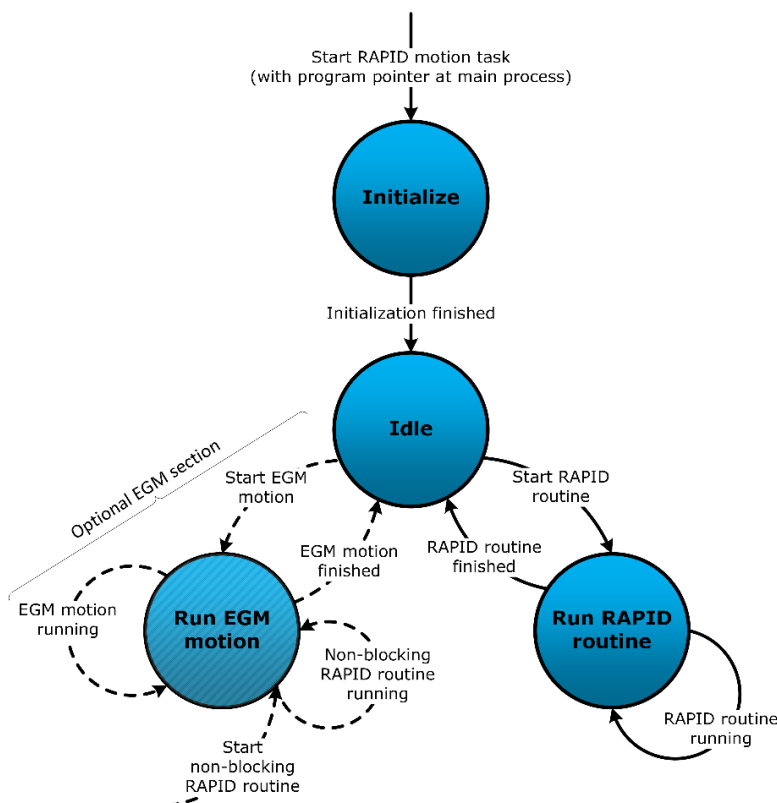 Start RAPID motion task
(with program pointer at main process)
Initialize
Initialization finished
Idle
Optional EGM section
Start EGM
motion
Start RAPID
routine
EGM motion
finished
RAPID routine
finished
EGM motion
running
Run EGM
motion
Non-blocking
RAPID routine
running
Run RAPID
routine
RAPID routine
running
Start
non-blocking
RAPID routine